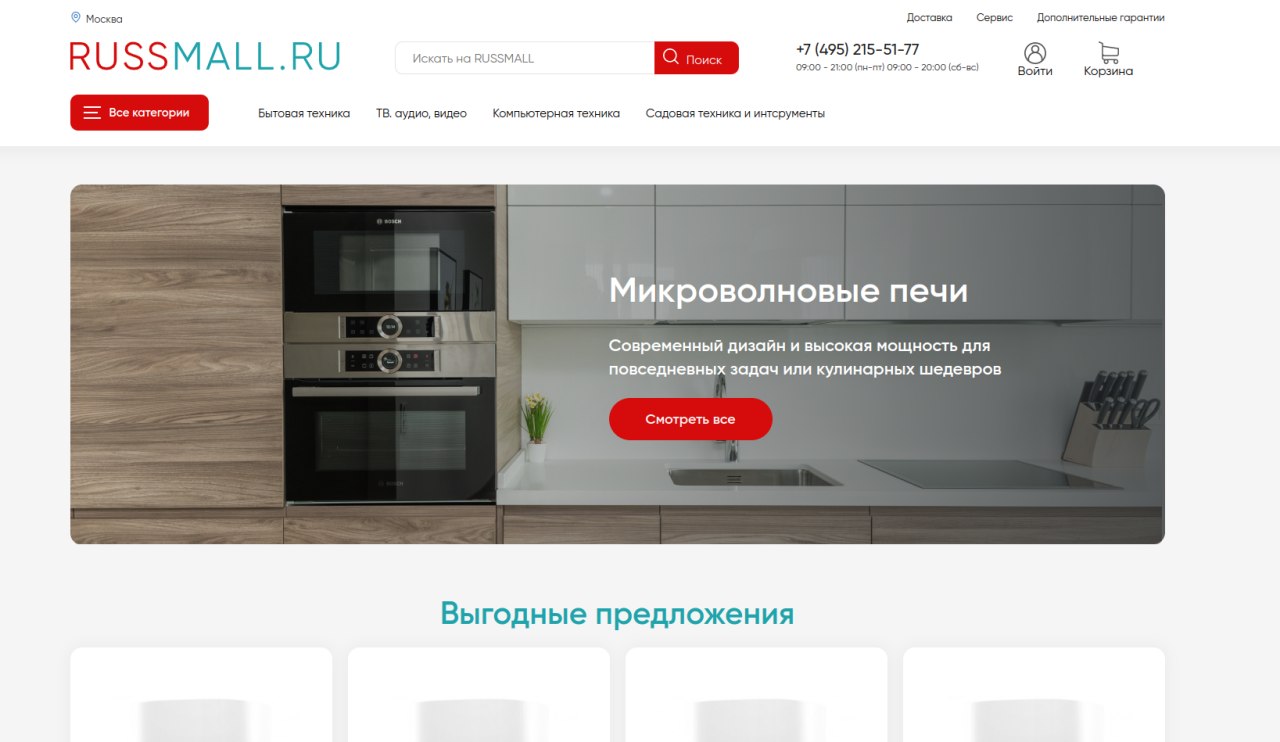 Москва
Доставка Сервис Дополнительные гарантии
RUSSMALL.RU
Искать на RUSSMALL
Поиск
+7 (495) 215-51-77
09:00 - 21:00 (пн-пт) 09:00 - 20:00 (сб-вс)
Войти
Корзина
Все категории
Бытовая техника ТВ. аудио, видео Компьютерная техника Садовая техника и интсрументы
BOSCH
Микроволновые печи
Современный дизайн и высокая мощность для
повседневных задач или кулинарных шедевров
Смотреть все
BOSCH
Выгодные предложения